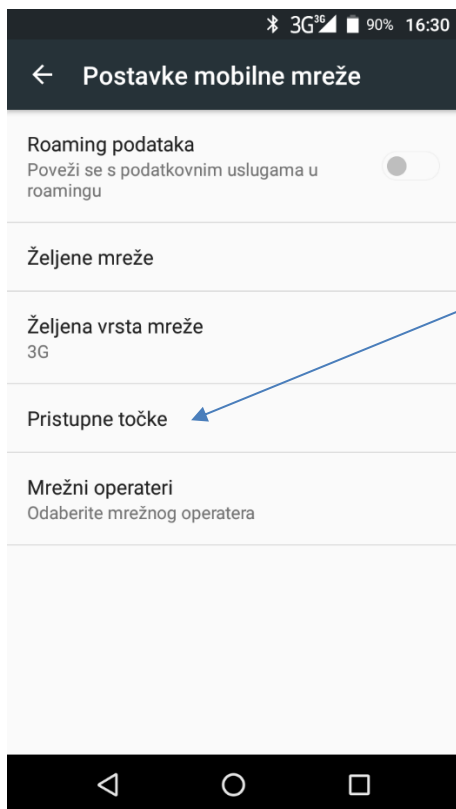 3G 3G 90% 16:30
Postavke mobilne mreže
Roaming podataka
Poveži se s podatkovnim uslugama u
roamingu
Željene mreže
Željena vrsta mreže
3G
Pristupne točke
Mrežni operateri
Odaberite mrežnog operatera